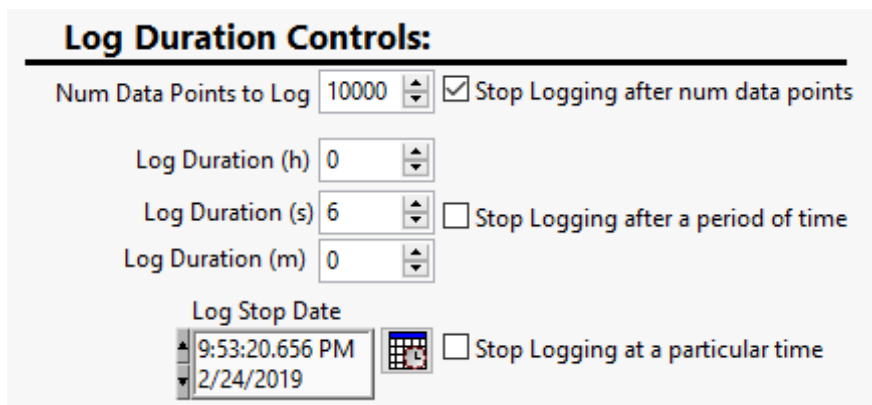 Log Duration Controls:
Num Data Points to Log 10000 Stop Logging after num data points
Log Duration (h) 0
Log Duration (s) 6 Stop Logging after a period of time
Log Duration (m) 0
Log Stop Date
9:53:20.656 PM
2/24/2019
Stop Logging at a particular time